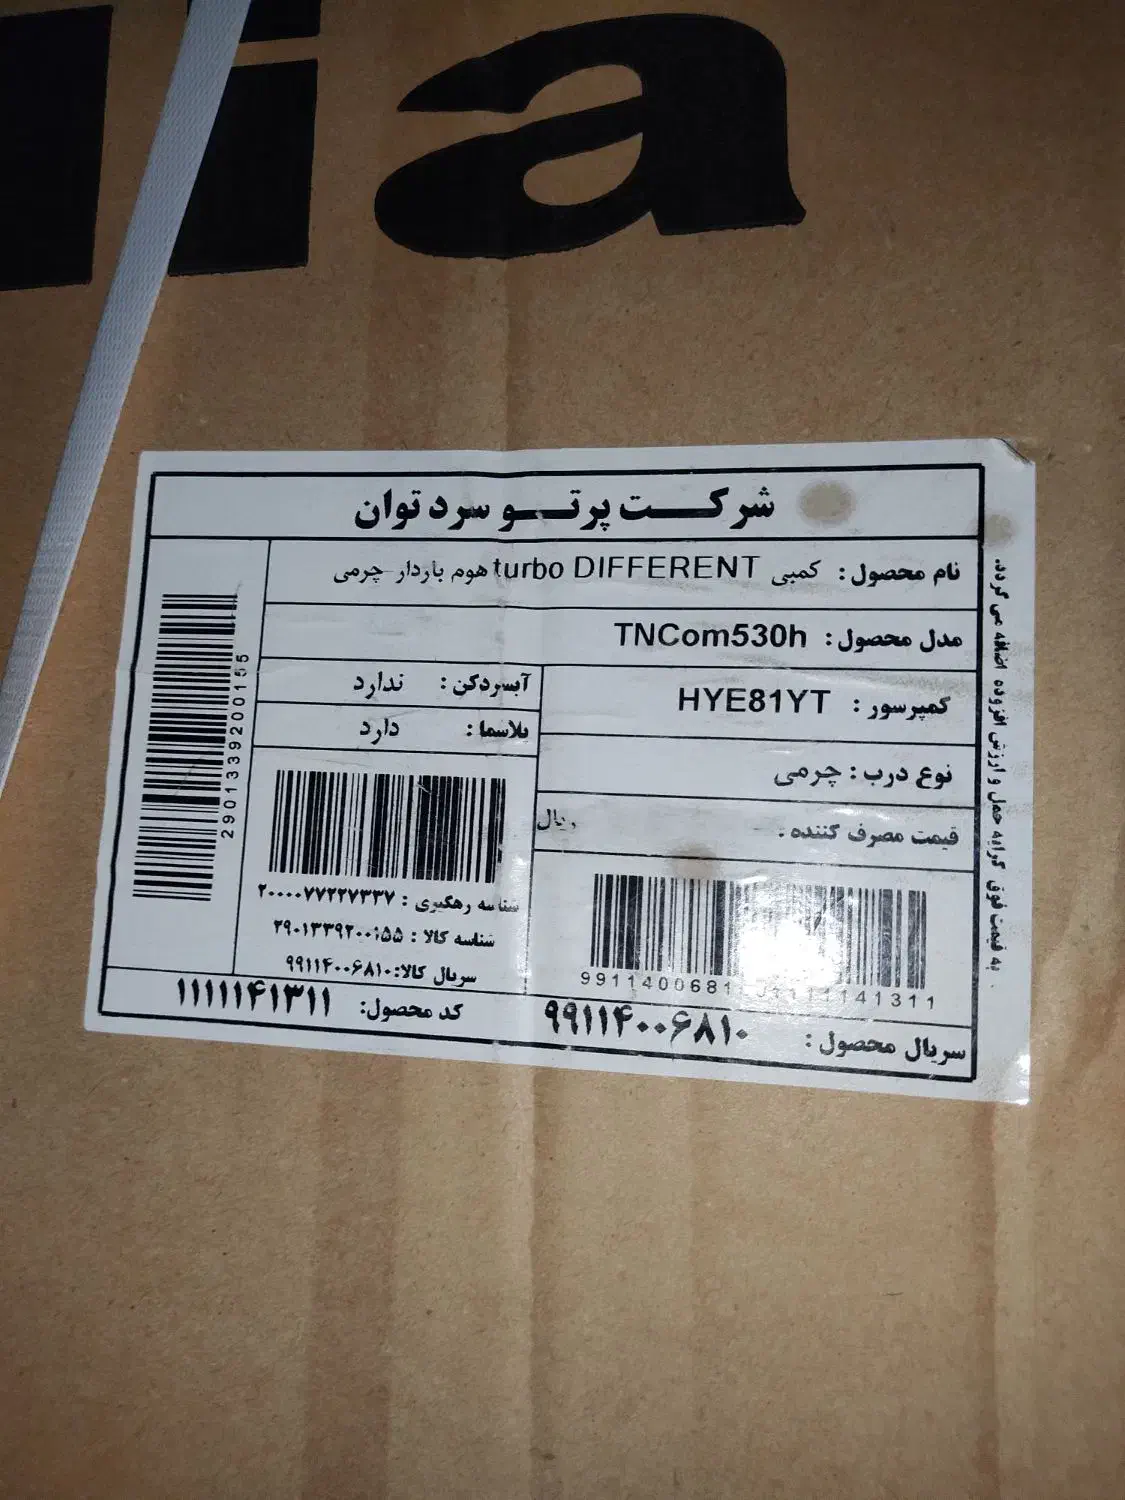 lia
شرکت پرتو سرد توان
نام محصول : کمبی turbo DIFFERENT هوم باردار چرمی
مدل محصول : TNCom530h
کمپرسور : HYE81YT
آبسردکن : ندارد
پلاسما : دارد
نوع درب : چرمی
قیمت مصرف کننده : ریال
2901339200155
شناسه رهگیری : ۲۰۰۰۰۷۷۲۲۷۳۳۷
شناسه کالا : ۲۹۰۱۳۳۹۲۰۰۱۵۵
سریال کالا: ۹۹۱۱۴۰۰۶۸۱۰
99114006810 1111141311
سریال محصول : ۹۹۱۱۴۰۰۶۸۱۰
کد محصول: ۱۱۱۱۱۴۱۳۱۱
به قیمت فوق کرایه حمل و ارزش افزوده اضافه می گردد.